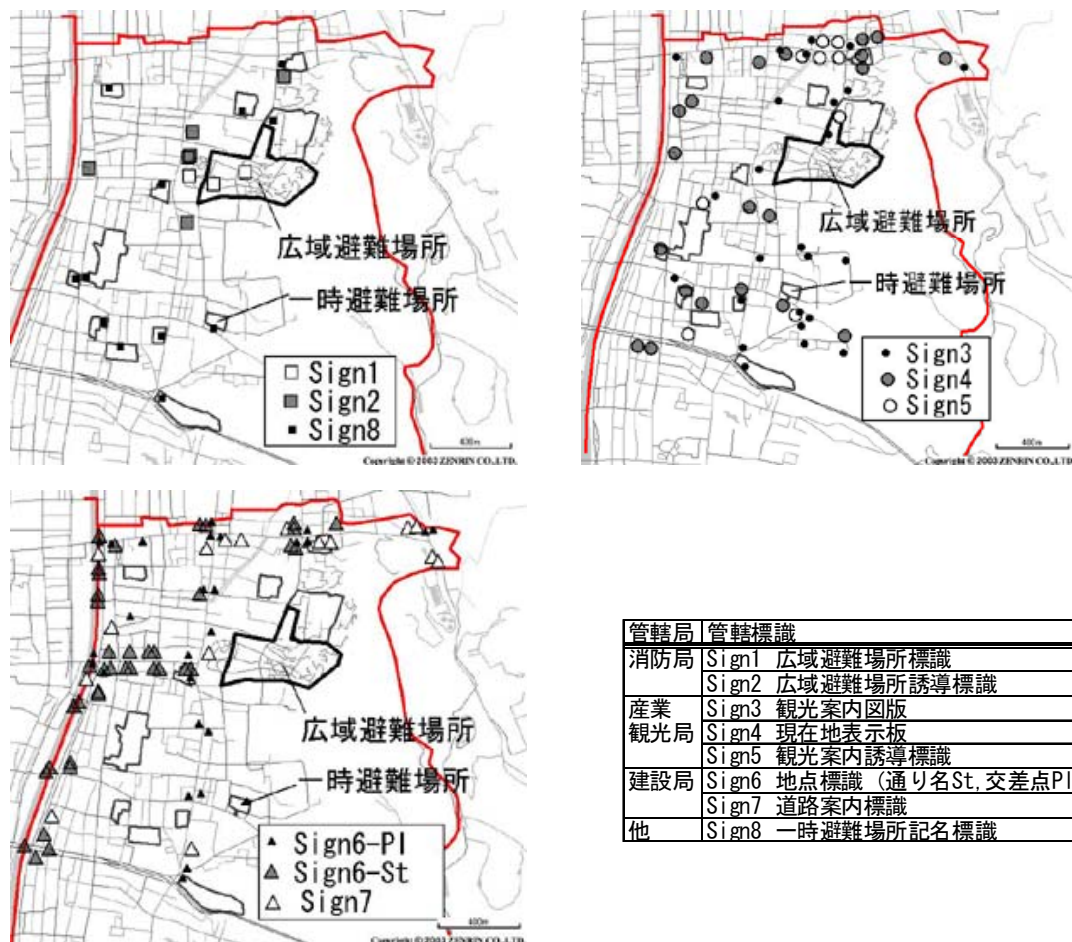 広域避難場所
一時避難場所
Sign1
Sign2
Sign8
400m
Copyright © 2003 ZENRIN CO.,LTD.
広域避難場所
一時避難場所
Sign3
Sign4
Sign5
400m
Copyright © 2003 ZENRIN CO.,LTD.
広域避難場所
一時避難場所
Sign6-Pl
Sign6-St
Sign7
400m
Copyright © 2003 ZENRIN CO.,LTD.
管轄局 管轄標識
消防局 Sign1 広域避難場所標識
Sign2 広域避難場所誘導標識
産業 Sign3 観光案内図版
観光局 Sign4 現在地表示板
Sign5 観光案内誘導標識
建設局 Sign6 地点標識（通り名St,交差点Pl
Sign7 道路案内標識
他 Sign8 一時避難場所記名標識